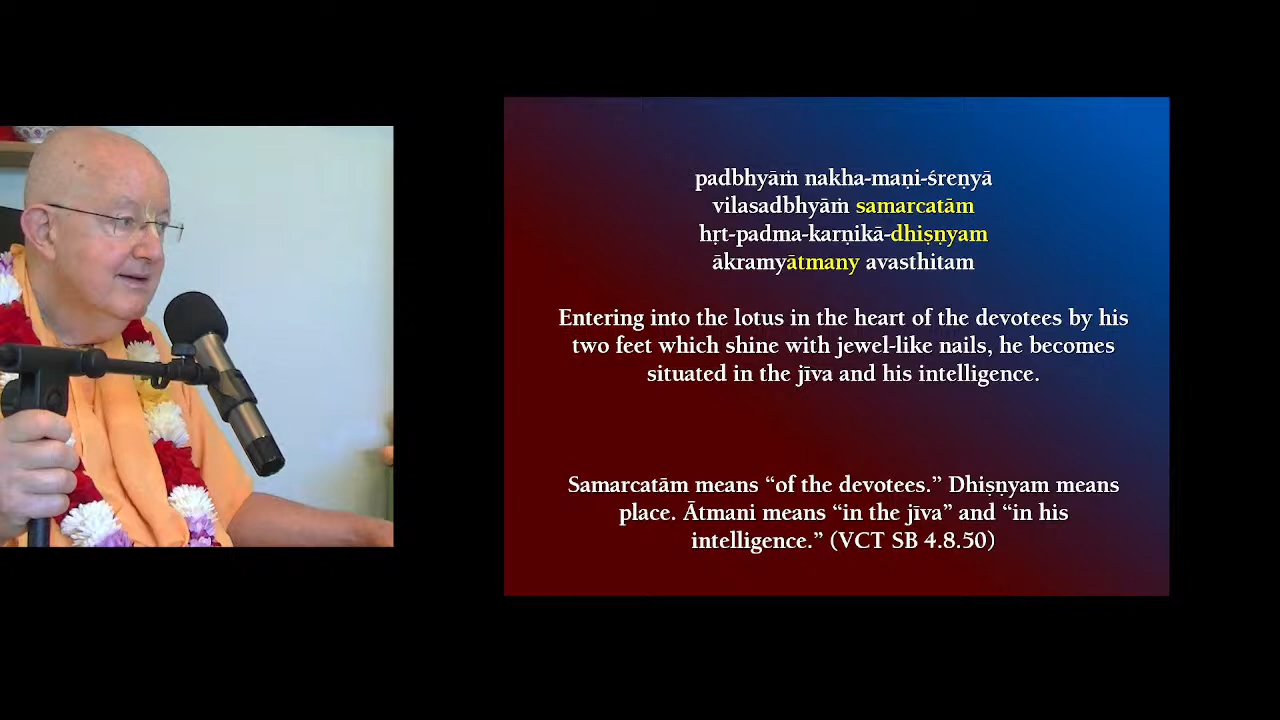 padbhyāṁ nakha-maṇi-śreṇyā
vilasadbhyāṁ samarcatām
hṛt-padma-karṇikā-dhiṣṇyam
ākramyātmany avasthitam
Entering into the lotus in the heart of the devotees by his
two feet which shine with jewel-like nails, he becomes
situated in the jīva and his intelligence.
Samarcatām means “of the devotees.” Dhiṣṇyam means
place. Ātmani means “in the jīva” and “in his
intelligence.” (VCT SB 4.8.50)